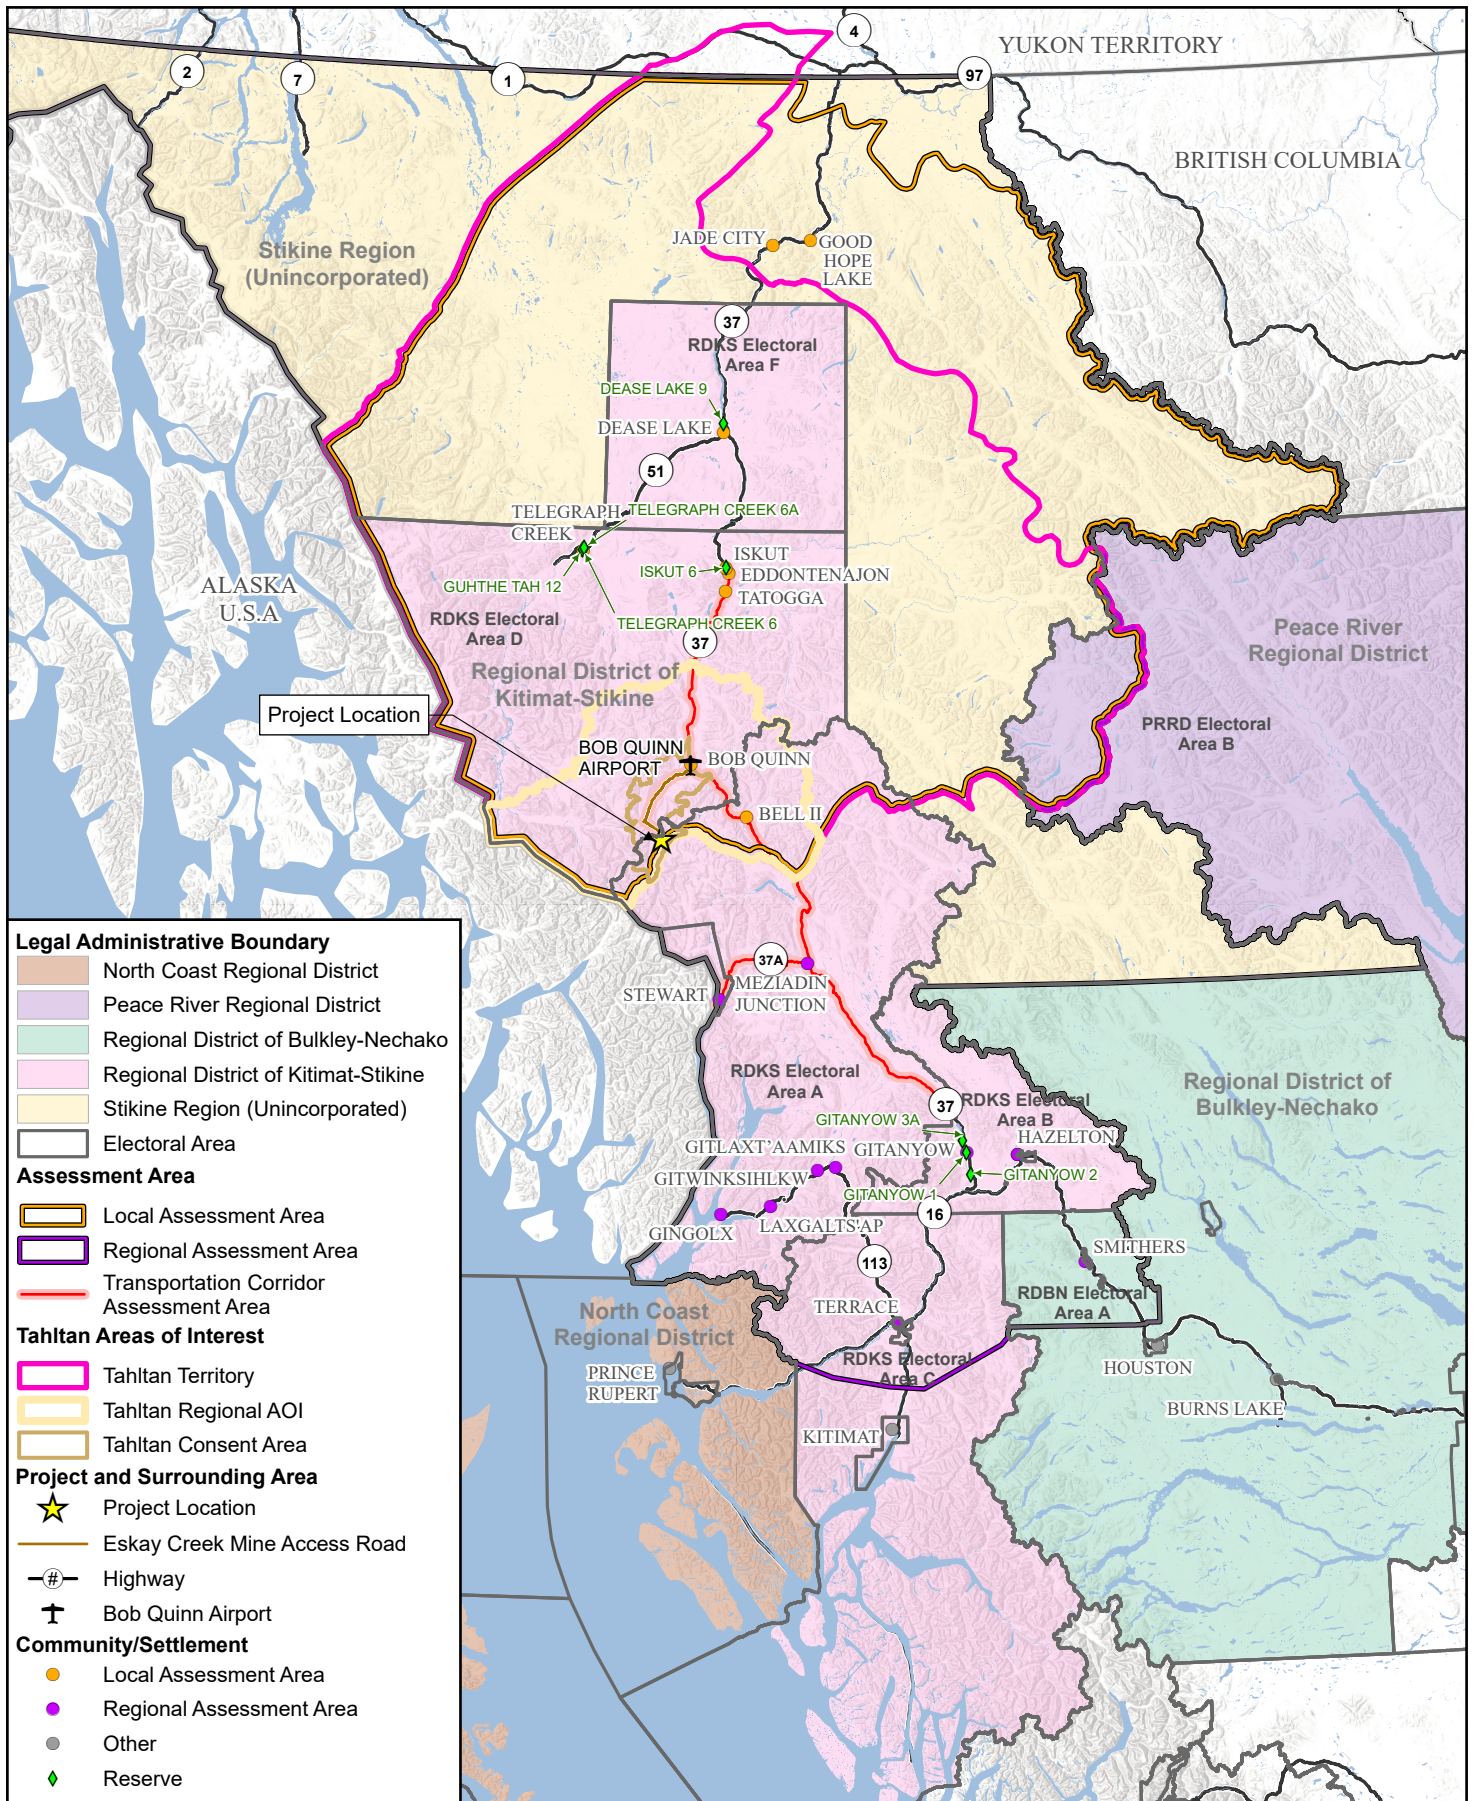 4
YUKON TERRITORY
2
7
1
97
BRITISH COLUMBIA
Stikine Region
(Unincorporated)
JADE CITY
GOOD
HOPE
LAKE
37
RDKS Electoral
Area F
DEASE LAKE 9
DEASE LAKE
51
TELEGRAPH
CREEK
TELEGRAPH CREEK 6A
ISKUT
ISKUT 6
EDDONTENAJON
GUHTHE TAH 12
TATOGGA
ALASKA
U.S.A
RDKS Electoral
Area D
TELEGRAPH CREEK 6
37
Peace River
Regional District
Regional District of
Kitimat-Stikine
Project Location
PRRD Electoral
Area B
BOB QUINN
AIRPORT
BOB QUINN
BELL II
37A
MEZIADIN
JUNCTION
STEWART
RDKS Electoral
Area A
Regional District of
Bulkley-Nechako
37
RDKS Electoral
Area B
GITANYOW 3A
HAZELTON
GITLAXT'AAMIKS
GITANYOW
GITWINKSIHLKW
GITANYOW 2
GITANYOW 1
16
LAXGALTS'AP
GINGOLX
113
SMITHERS
RDBN Electoral
Area A
North Coast
Regional District
TERRACE
RDKS Electoral
Area C
PRINCE
RUPERT
HOUSTON
BURNS LAKE
KITIMAT
Legal Administrative Boundary
North Coast Regional District
Peace River Regional District
Regional District of Bulkley-Nechako
Regional District of Kitimat-Stikine
Stikine Region (Unincorporated)
Electoral Area
Assessment Area
Local Assessment Area
Regional Assessment Area
Transportation Corridor
Assessment Area
Tahltan Areas of Interest
Tahltan Territory
Tahltan Regional AOI
Tahltan Consent Area
Project and Surrounding Area
Project Location
Eskay Creek Mine Access Road
# Highway
Bob Quinn Airport
Community/Settlement
Local Assessment Area
Regional Assessment Area
Other
Reserve